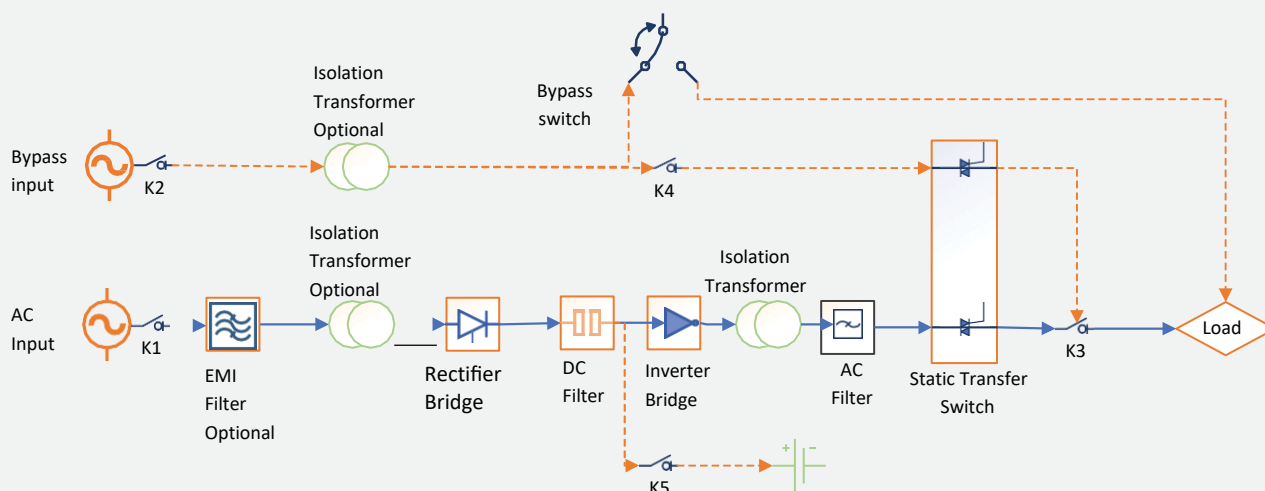 Isolation
Transformer
Optional
Bypass
switch
Bypass
input
K2
K4
Isolation
Transformer
Optional
Isolation
Transformer
AC
Input
K1
EMI
Filter
Optional
Rectifier
Bridge
DC
Filter
Inverter
Bridge
AC
Filter
Static Transfer
Switch
K3
Load
K5
+ -